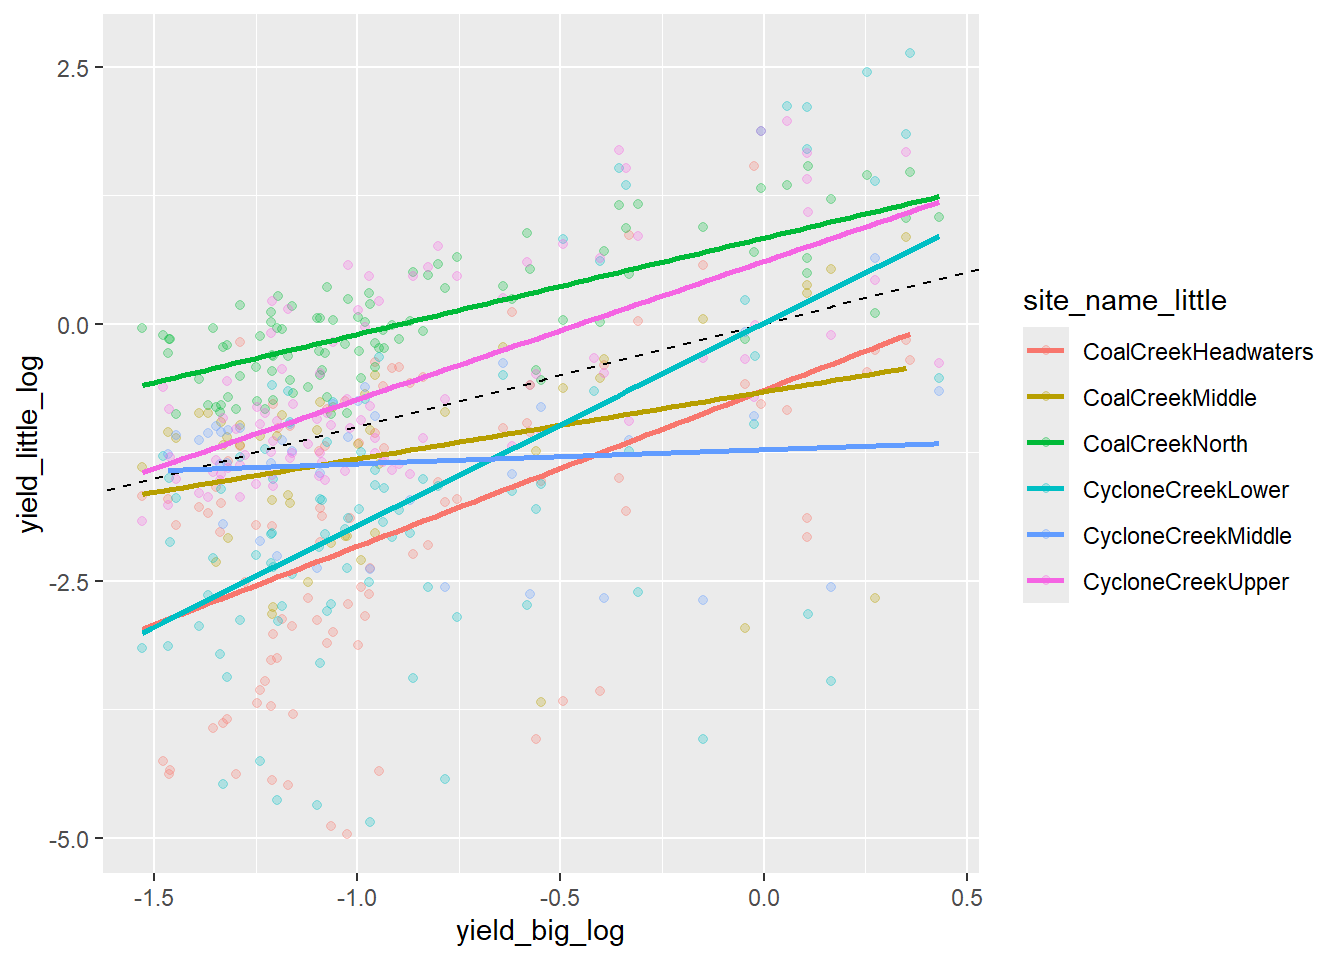 2.5
0.0
-2.5
-5.0
yield_little_log
-1.5
-1.0
-0.5
0.0
0.5
yield_big_log
site_name_little
CoalCreekHeadwaters
CoalCreekMiddle
CoalCreekNorth
CycloneCreekLower
CycloneCreekMiddle
CycloneCreekUpper